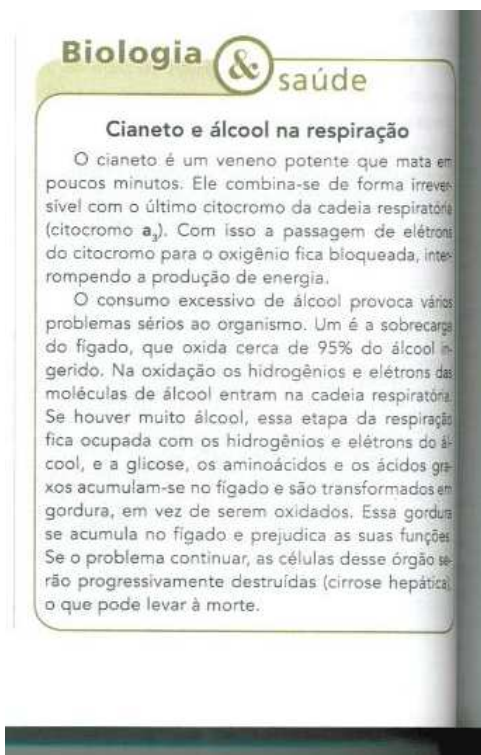 Biologia & saúde
Cianeto e álcool na respiração
O cianeto é um veneno potente que mata em
poucos minutos. Ele combina-se de forma irrever-
sível com o último citocromo da cadeia respiratória
(citocromo a₃). Com isso a passagem de elétrons
do citocromo para o oxigênio fica bloqueada, inter-
rompendo a produção de energia.
O consumo excessivo de álcool provoca vários
problemas sérios ao organismo. Um é a sobrecarga
do fígado, que oxida cerca de 95% do álcool in-
gerido. Na oxidação os hidrogênios e elétrons das
moléculas de álcool entram na cadeia respiratória.
Se houver muito álcool, essa etapa da respiração
fica ocupada com os hidrogênios e elétrons do ál-
cool, e a glicose, os aminoácidos e os ácidos gra-
xos acumulam-se no fígado e são transformados em
gordura, em vez de serem oxidados. Essa gordura
se acumula no fígado e prejudica as suas funções.
Se o problema continuar, as células desse órgão se-
rão progressivamente destruídas (cirrose hepática),
o que pode levar à morte.